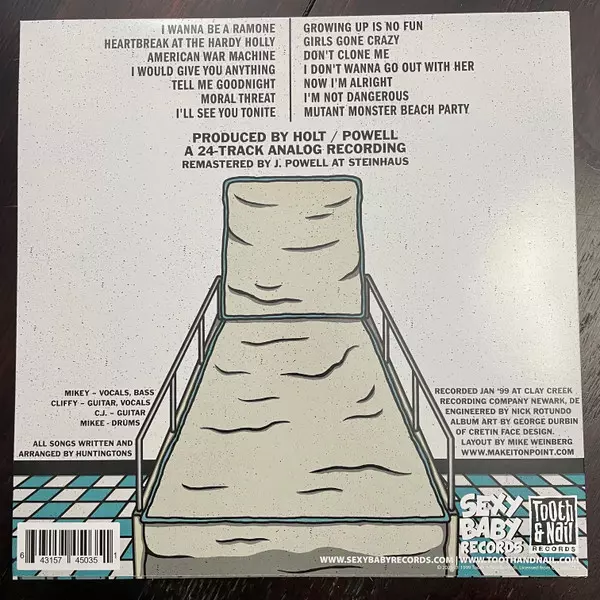 I WANNA BE A RAMONE
HEARTBREAK AT THE HARDY HOLLY
AMERICAN WAR MACHINE
I WOULD GIVE YOU ANYTHING
TELL ME GOODNIGHT
MORAL THREAT
I'LL SEE YOU TONITE
GROWING UP IS NO FUN
GIRLS GONE CRAZY
DON'T CLONE ME
I DON'T WANNA GO OUT WITH HER
NOW I'M ALRIGHT
I'M NOT DANGEROUS
MUTANT MONSTER BEACH PARTY
PRODUCED BY HOLT / POWELL
A 24-TRACK ANALOG RECORDING
REMASTERED BY J. POWELL AT STEINHAUS
MIKEY – VOCALS, BASS
CLIFFY – GUITAR, VOCALS
C.J. – GUITAR
MIKEE - DRUMS
ALL SONGS WRITTEN AND
ARRANGED BY HUNTINGTONS
RECORDED JAN '99 AT CLAY CREEK
RECORDING COMPANY NEWARK, DE
ENGINEERED BY NICK ROTUNDO
ALBUM ART BY GEORGE DURBIN
OF CRETIN FACE DESIGN.
LAYOUT BY MIKE WEINBERG
WWW.MAKEITONPOINT.COM
SEXY
BABY
RECORDS
Tooth
& Nail
RECORDS
6 43157 45035 1
WWW.SEXYBABYRECORDS.COM | WWW.TOOTHANDNAIL.COM